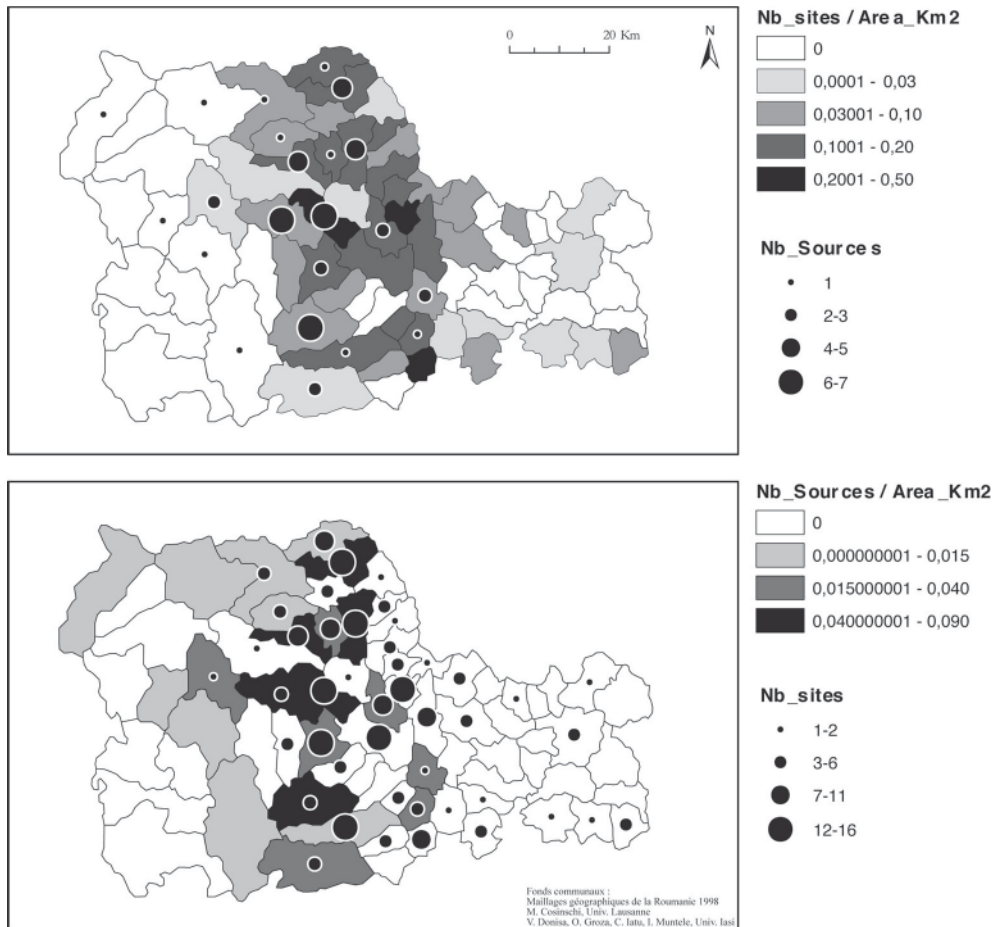 0 20 Km
N
Nb_sites / Area_Km2
0
0,0001 - 0,03
0,03001 - 0,10
0,1001 - 0,20
0,2001 - 0,50
Nb_Sources
1
2-3
4-5
6-7
Nb_Sources / Area_Km2
0
0,000000001 - 0,015
0,015000001 - 0,040
0,040000001 - 0,090
Nb_sites
1-2
3-6
7-11
12-16
Fonds communaux :
Maillages géographiques de la Roumanie 1998
M. Cosinschi, Univ. Lausanne
V. Donisa, O. Groza, C. Iatu, I. Muntele, Univ. Iasi